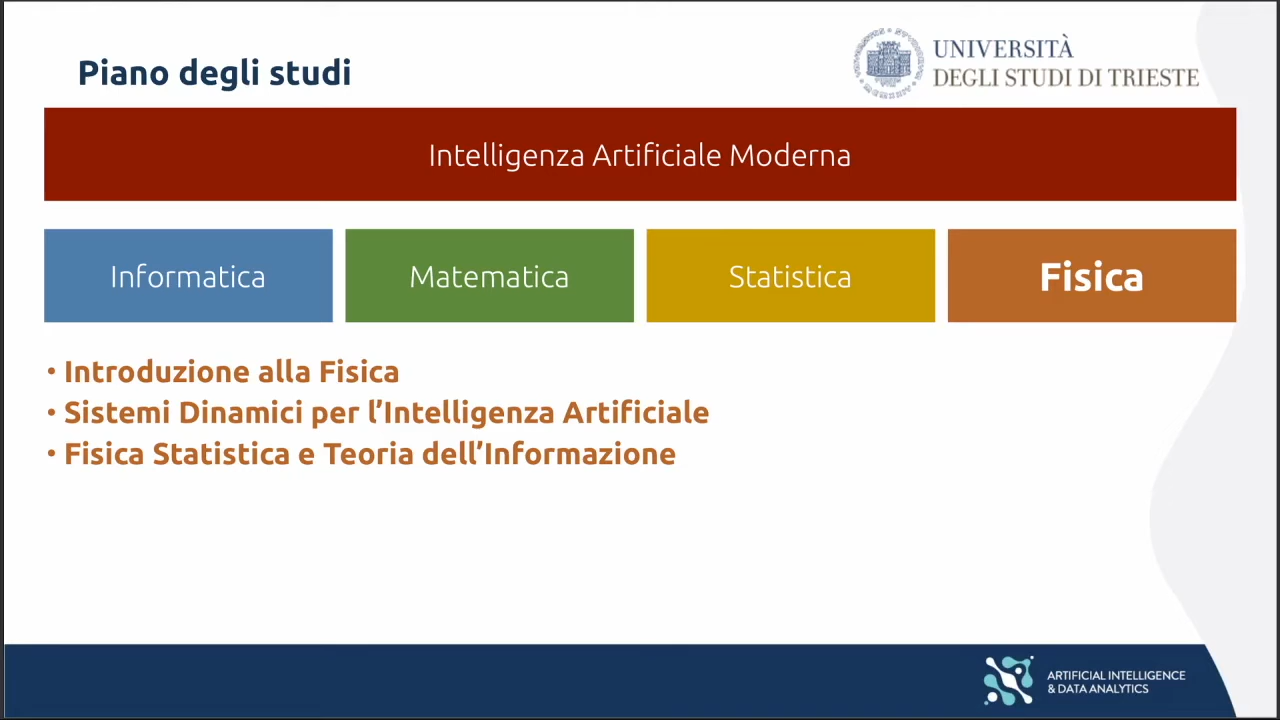 Piano degli studi
UNIVERSITÀ
DEGLI STUDI DI TRIESTE
Intelligenza Artificiale Moderna
Informatica
Matematica
Statistica
Fisica
• Introduzione alla Fisica
• Sistemi Dinamici per l’Intelligenza Artificiale
• Fisica Statistica e Teoria dell’Informazione
ARTIFICIAL INTELLIGENCE
& DATA ANALYTICS